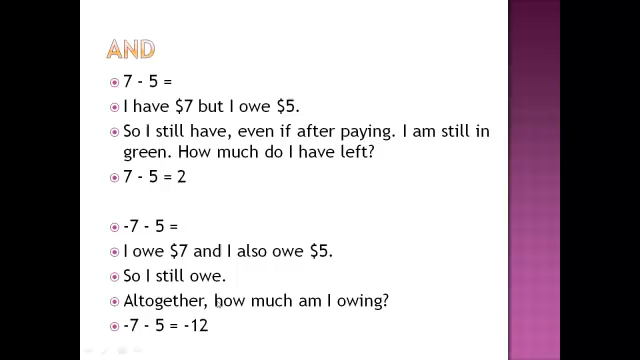 AND
7 - 5 =
I have $7 but I owe $5.
So I still have, even if after paying. I am still in
green. How much do I have left?
7 - 5 = 2
-7 - 5 =
I owe $7 and I also owe $5.
So I still owe.
Altogether, how much am I owing?
-7 - 5 = -12